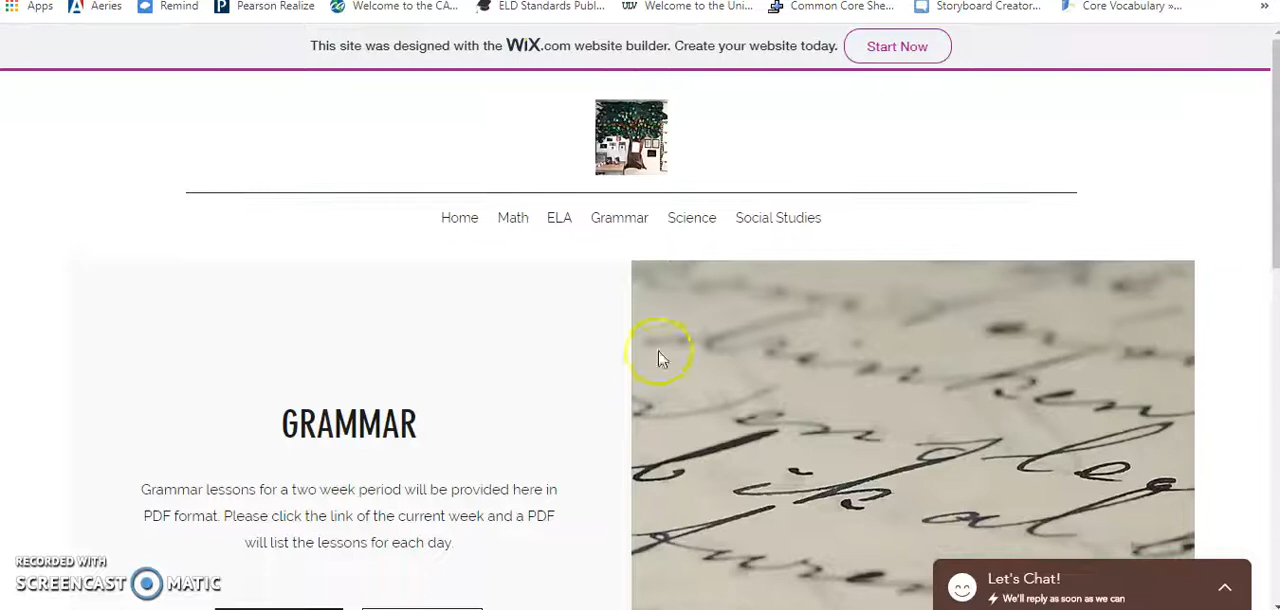 Apps Aeries Remind Pearson Realize Welcome to the CA... ELD Standards Publ... Welcome to the Uni... Common Core She... Storyboard Creator... Core Vocabulary »... »
This site was designed with the WiX.com website builder. Create your website today. Start Now
Home Math ELA Grammar Science Social Studies
GRAMMAR
Grammar lessons for a two week period will be provided here in
PDF format. Please click the link of the current week and a PDF
will list the lessons for each day.
RECORDED WITH
SCREENCAST MATIC
Let's Chat!
We'll reply as soon as we can